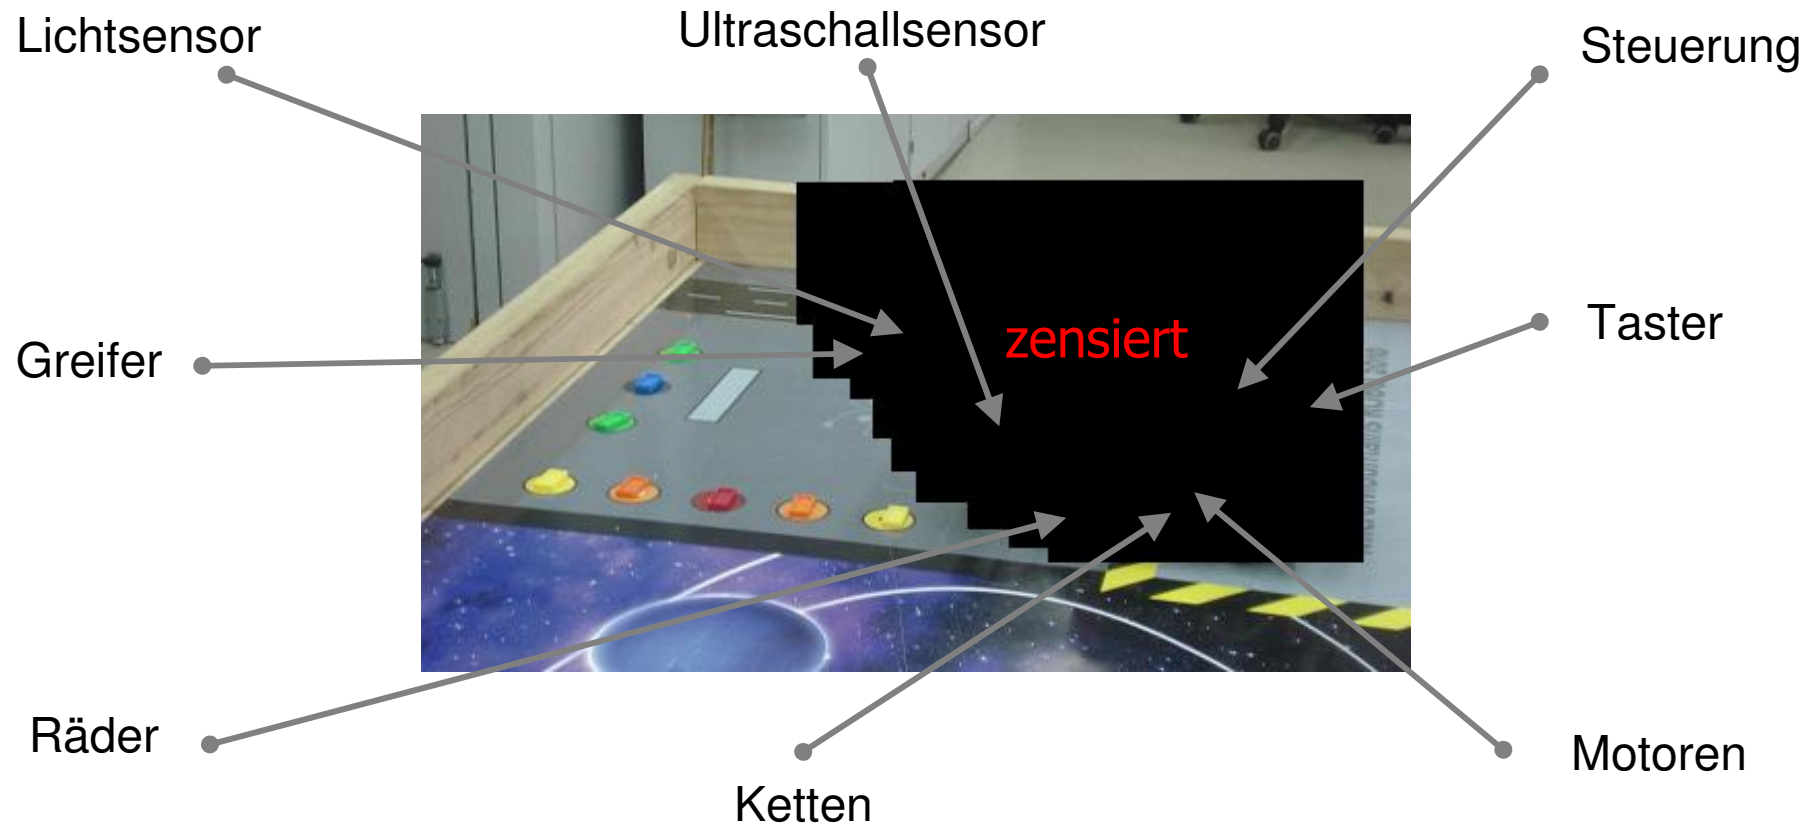 Lichtsensor
Ultraschallsensor
Steuerung
zensiert
Taster
Greifer
Räder
Ketten
Motoren